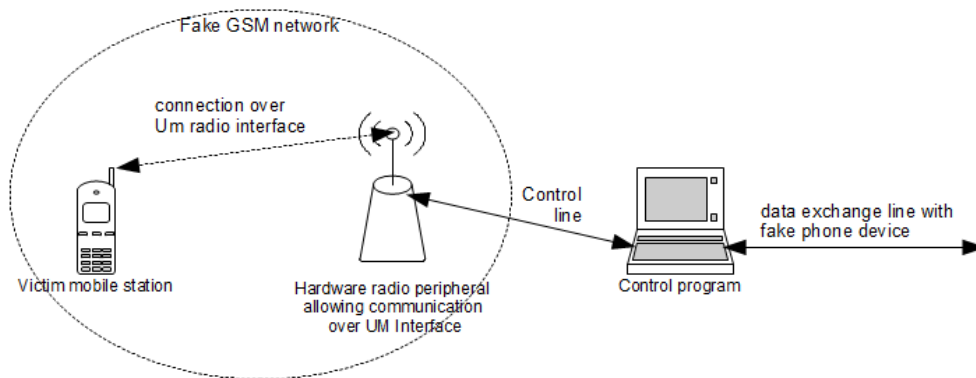 Fake GSM network
connection over
Um radio interface
Control
line
data exchange line with
fake phone device
Victim mobile station
Hardware radio peripheral
allowing communication
over UM Interface
Control program